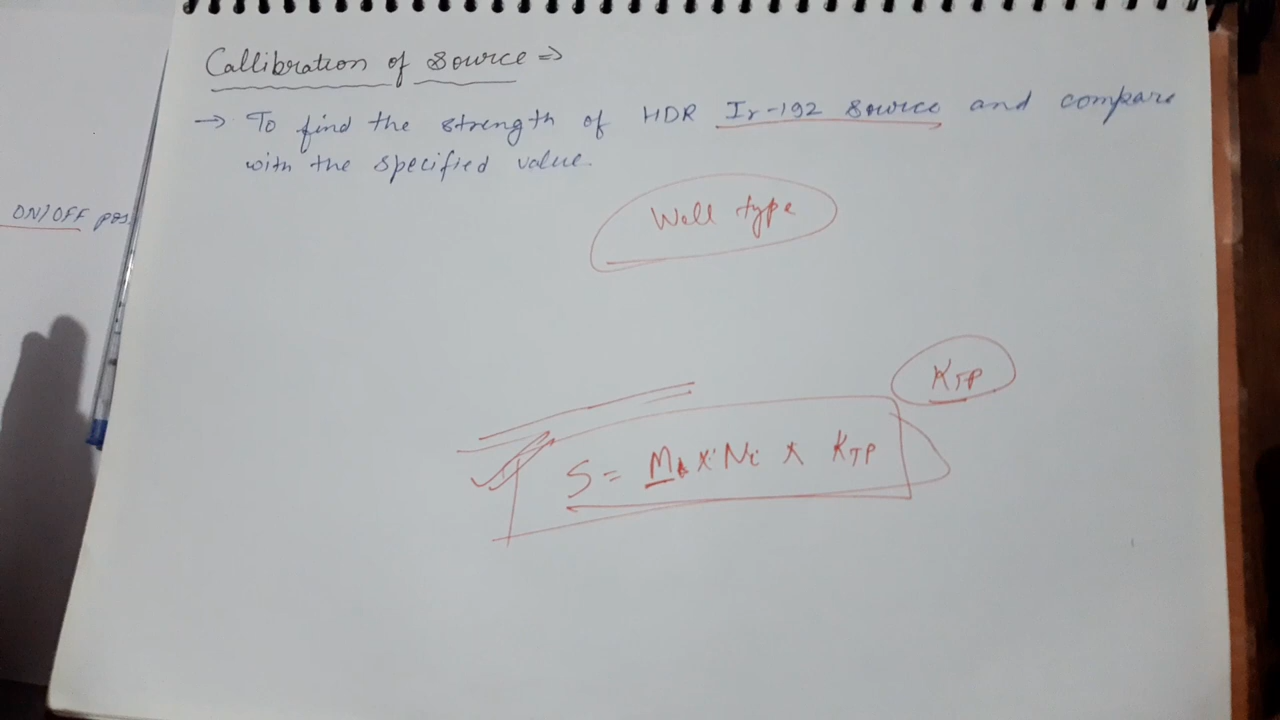 Callibration of Source ⇒
→ To find the strength of HDR Ir-192 source and compare
with the specified value.
ON/OFF pos
Well type
KTP
S = M × Ni × KTP